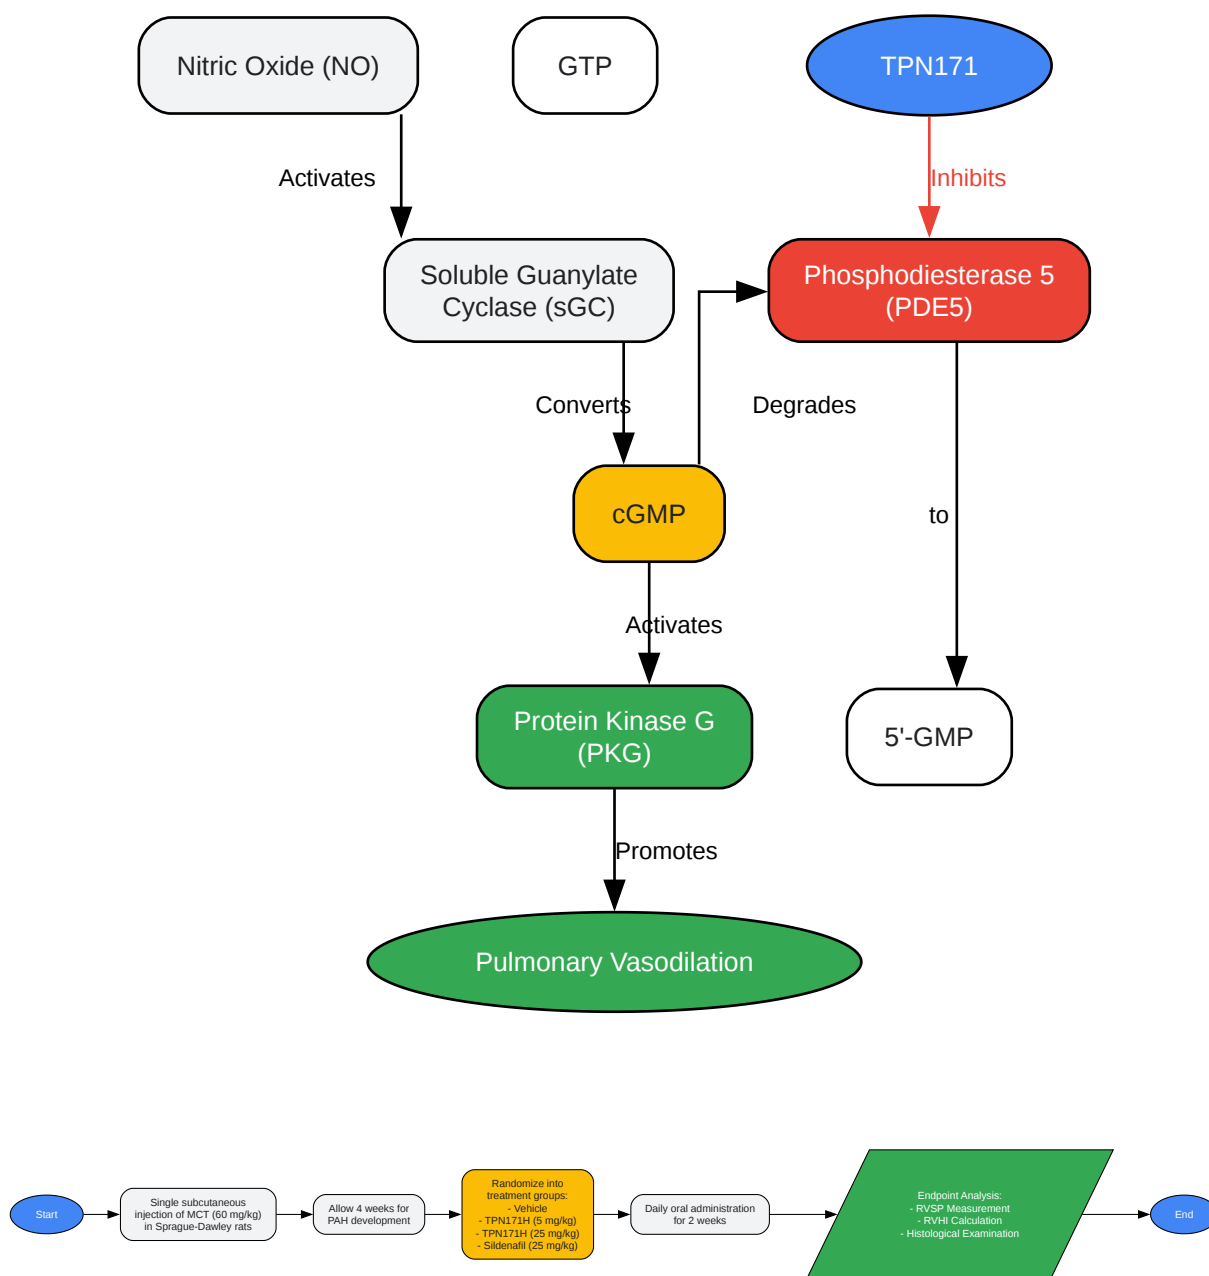 Nitric Oxide (NO)
GTP
TPN171
Activates
Inhibits
Soluble Guanylate
Cyclase (sGC)
Phosphodiesterase 5
(PDE5)
Converts
Degrades
cGMP
to
Activates
Protein Kinase G
(PKG)
5'-GMP
Promotes
Pulmonary Vasodilation
Start
Single subcutaneous
injection of MCT (60 mg/kg)
in Sprague-Dawley rats
Allow 4 weeks for
PAH development
Randomize into
treatment groups:
- Vehicle
- TPN171H (5 mg/kg)
- TPN171H (25 mg/kg)
- Sildenafil (25 mg/kg)
Daily oral administration
for 2 weeks
Endpoint Analysis:
- RVSP Measurement
- RVHI Calculation
- Histological Examination
End